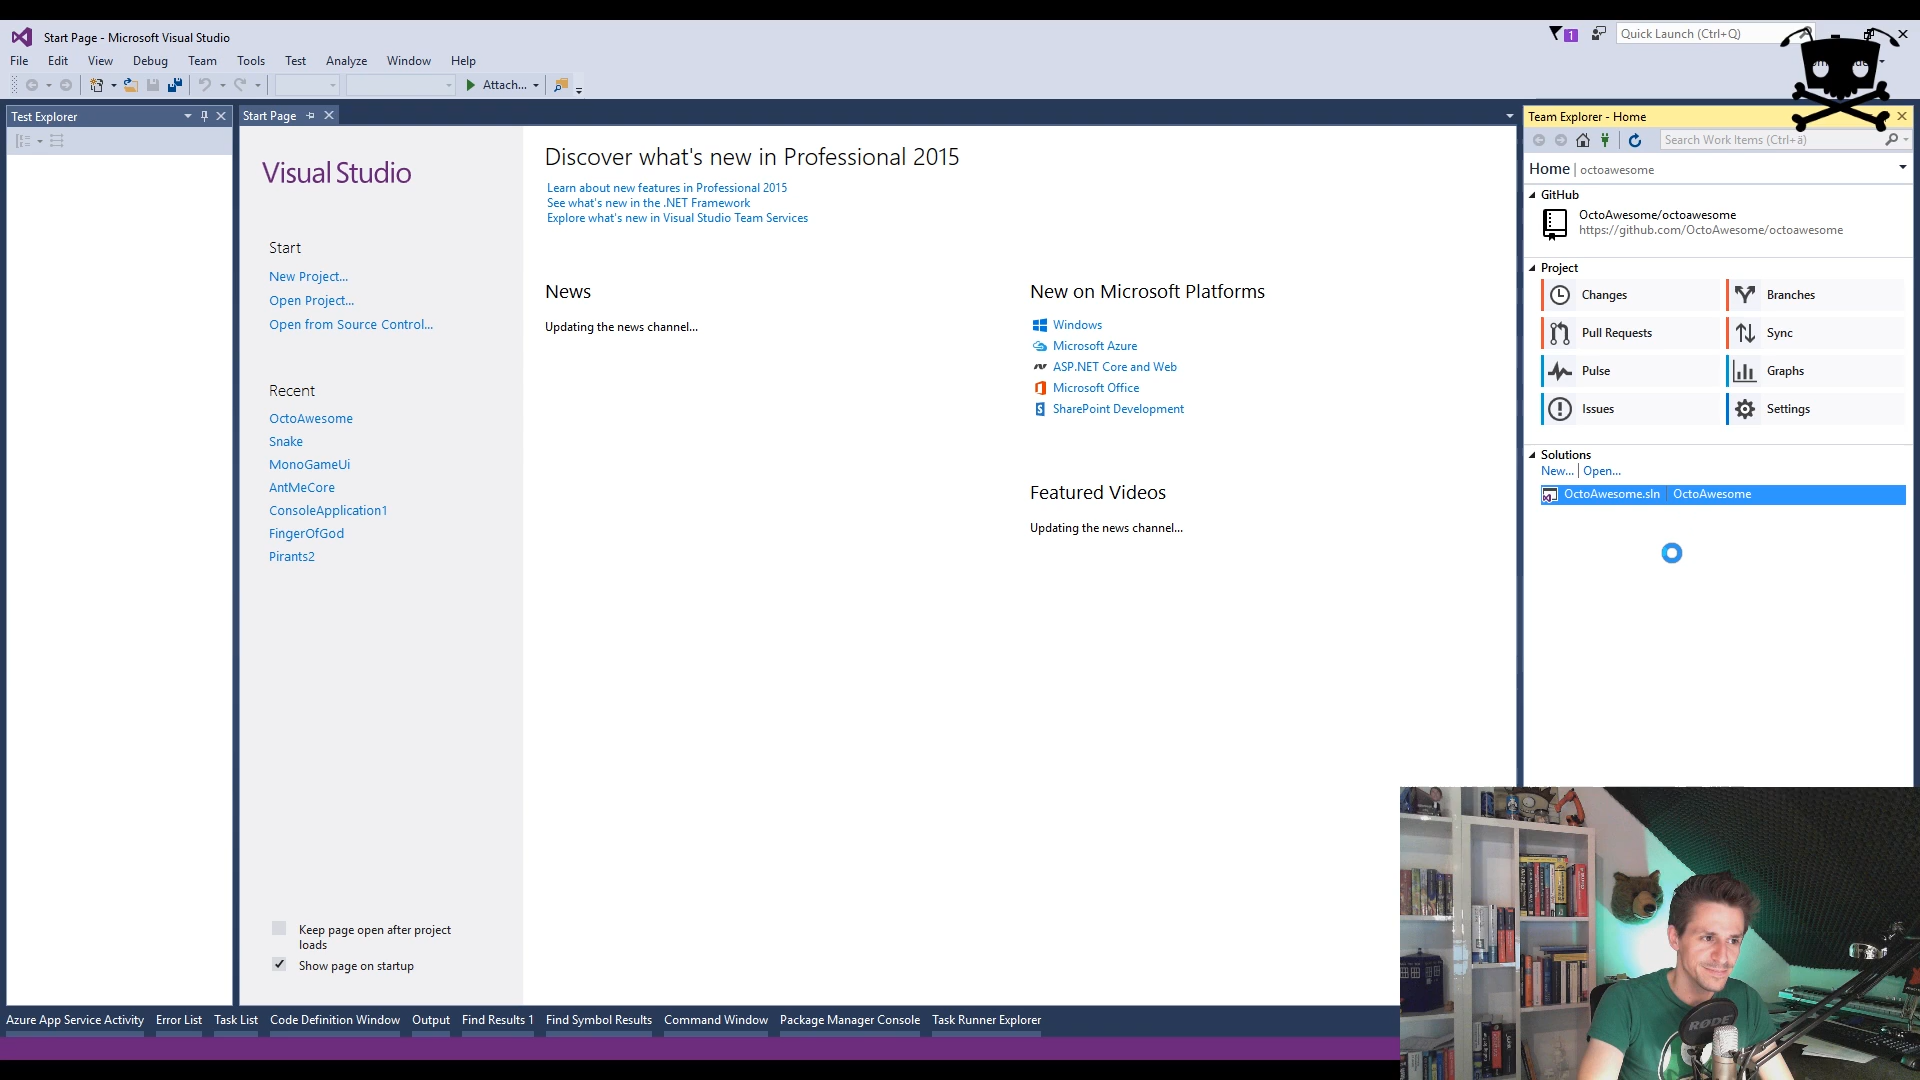 Start Page - Microsoft Visual Studio
1
Quick Launch (Ctrl+Q)
File Edit View Debug Team Tools Test Analyze Window Help
Attach...
Test Explorer
Start Page
Team Explorer - Home
Search Work Items (Ctrl+ä)
Home | octoawesome
Visual Studio
Start
New Project...
Open Project...
Open from Source Control...
Recent
OctoAwesome
Snake
MonoGameUi
AntMeCore
ConsoleApplication1
FingerOfGod
Pirants2
Keep page open after project
loads
Show page on startup
Discover what's new in Professional 2015
Learn about new features in Professional 2015
See what's new in the .NET Framework
Explore what's new in Visual Studio Team Services
News
Updating the news channel...
New on Microsoft Platforms
Windows
Microsoft Azure
ASP.NET Core and Web
Microsoft Office
SharePoint Development
Featured Videos
Updating the news channel...
GitHub
OctoAwesome/octoawesome
https://github.com/OctoAwesome/octoawesome
Project
Changes
Branches
Pull Requests
Sync
Pulse
Graphs
Issues
Settings
Solutions
New... | Open...
OctoAwesome.sln | OctoAwesome
Azure App Service Activity Error List Task List Code Definition Window Output Find Results 1 Find Symbol Results Command Window Package Manager Console Task Runner Explorer
RØDE